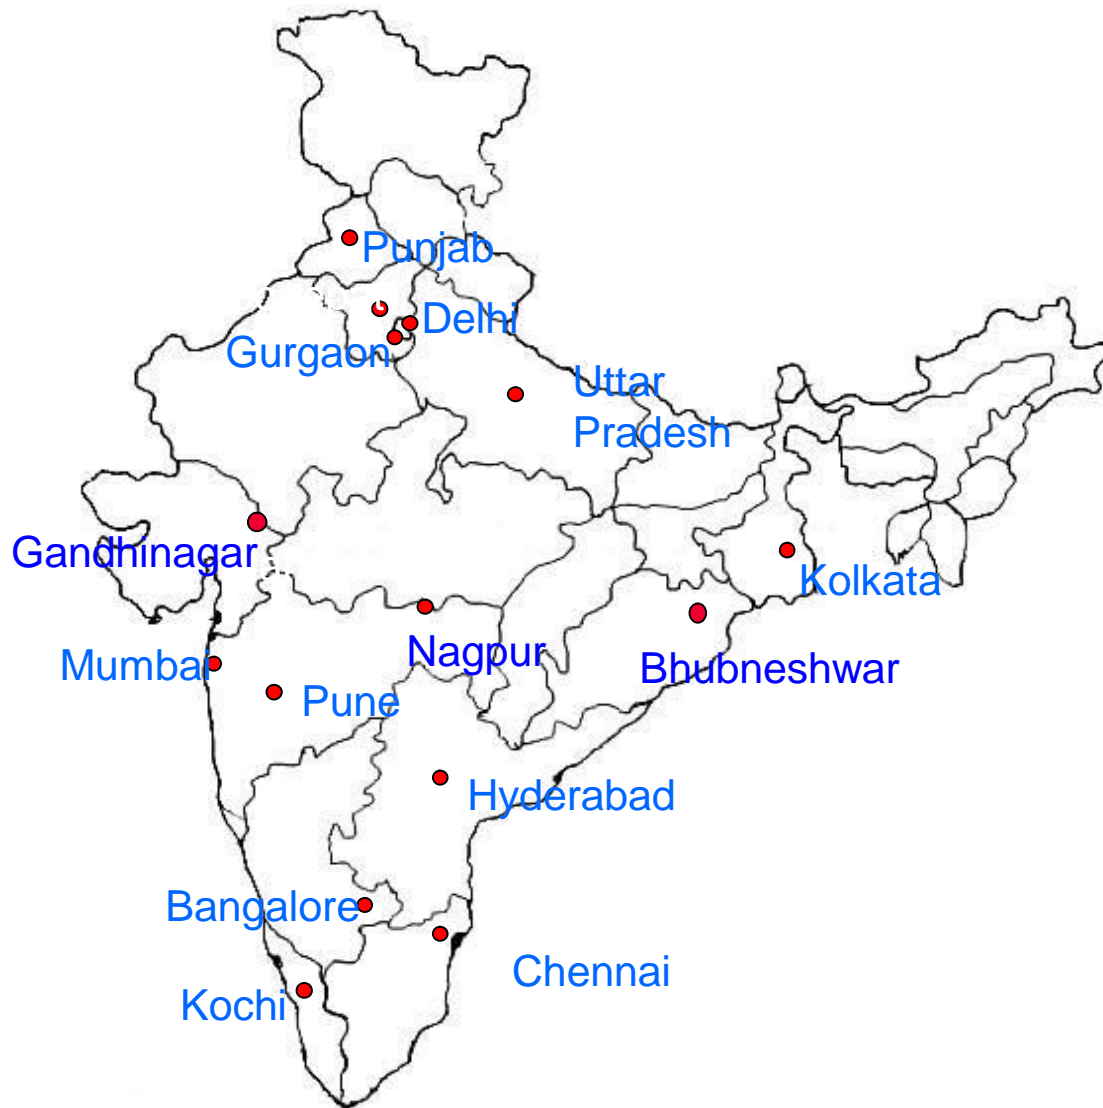 Punjab
Delhi
Gurgaon
Uttar
Pradesh
Gandhinagar
Kolkata
Nagpur
Mumbai
Bhubneshwar
Pune
Hyderabad
Bangalore
Chennai
Kochi